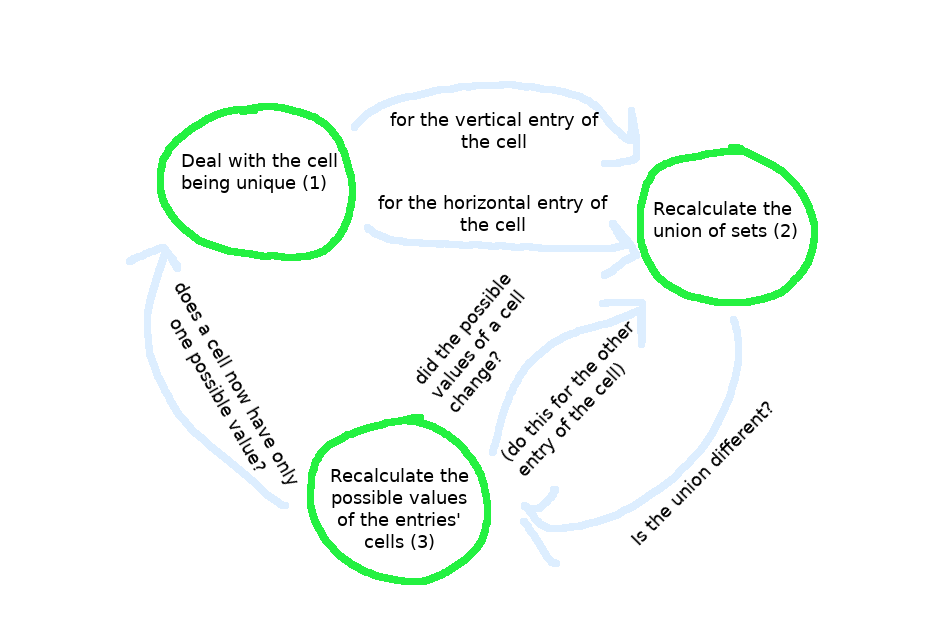 for the vertical entry of
the cell
Deal with the cell
being unique (1)
for the horizontal entry of
the cell
Recalculate the
union of sets (2)
did the possible
values of a cell
change?
does a cell now have only
one possible value?
(do this for the other
entry of the cell)
Is the union different?
Recalculate the
possible values
of the entries'
cells (3)